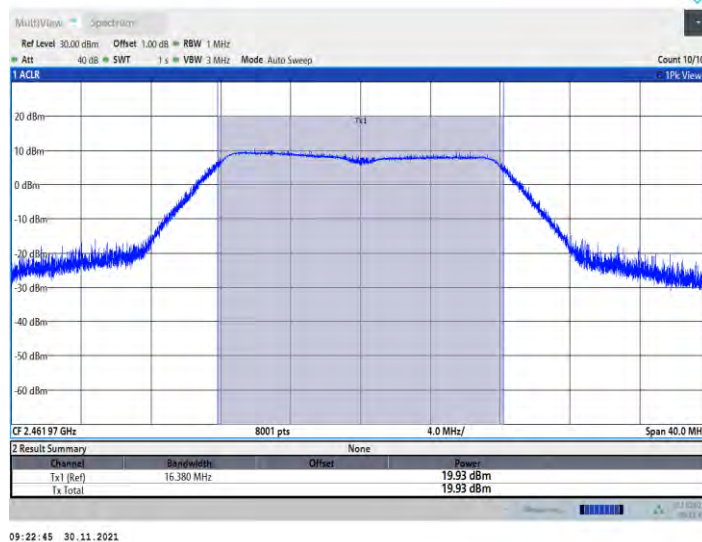 MultiView Spectrum
Ref Level 30.00 dBm Offset 1.00 dB RBW 1 MHz
Att 40 dB SWT 1 s VBW 3 MHz Mode Auto Sweep Count 10/10
1 ACLR 1Pk View
Tx1
20 dBm
10 dBm
0 dBm
-10 dBm
-20 dBm
-30 dBm
-40 dBm
-50 dBm
-60 dBm
CF 2.46197 GHz 8001 pts 4.0 MHz/ Span 40.0 MH
2 Result Summary None
Channel Bandwidth Offset Power
Tx1 (Ref) 16.380 MHz 19.93 dBm
Tx Total 19.93 dBm
09:22:45 30.11.2021